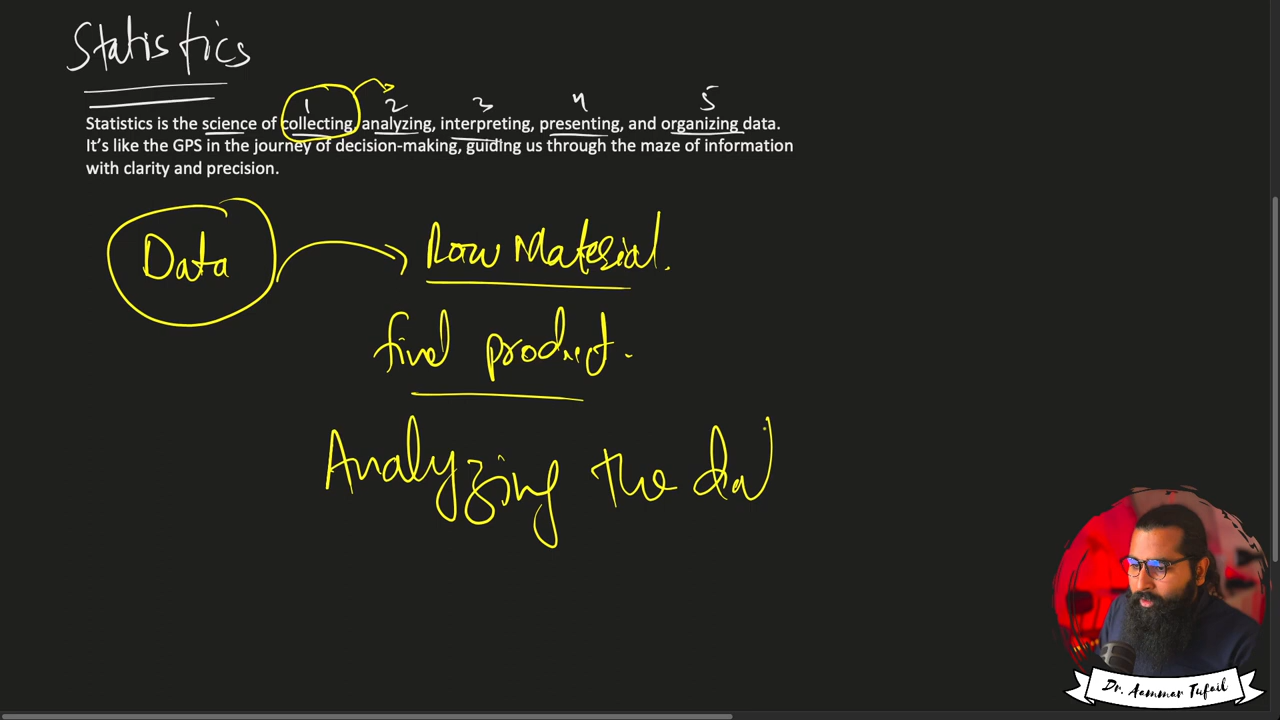 Statistics
1 2 3 4 5
Statistics is the science of collecting, analyzing, interpreting, presenting, and organizing data.
It's like the GPS in the journey of decision-making, guiding us through the maze of information
with clarity and precision.
Data
Raw Material.
final product.
Analyzing the da
Dr. Aammar Tufail